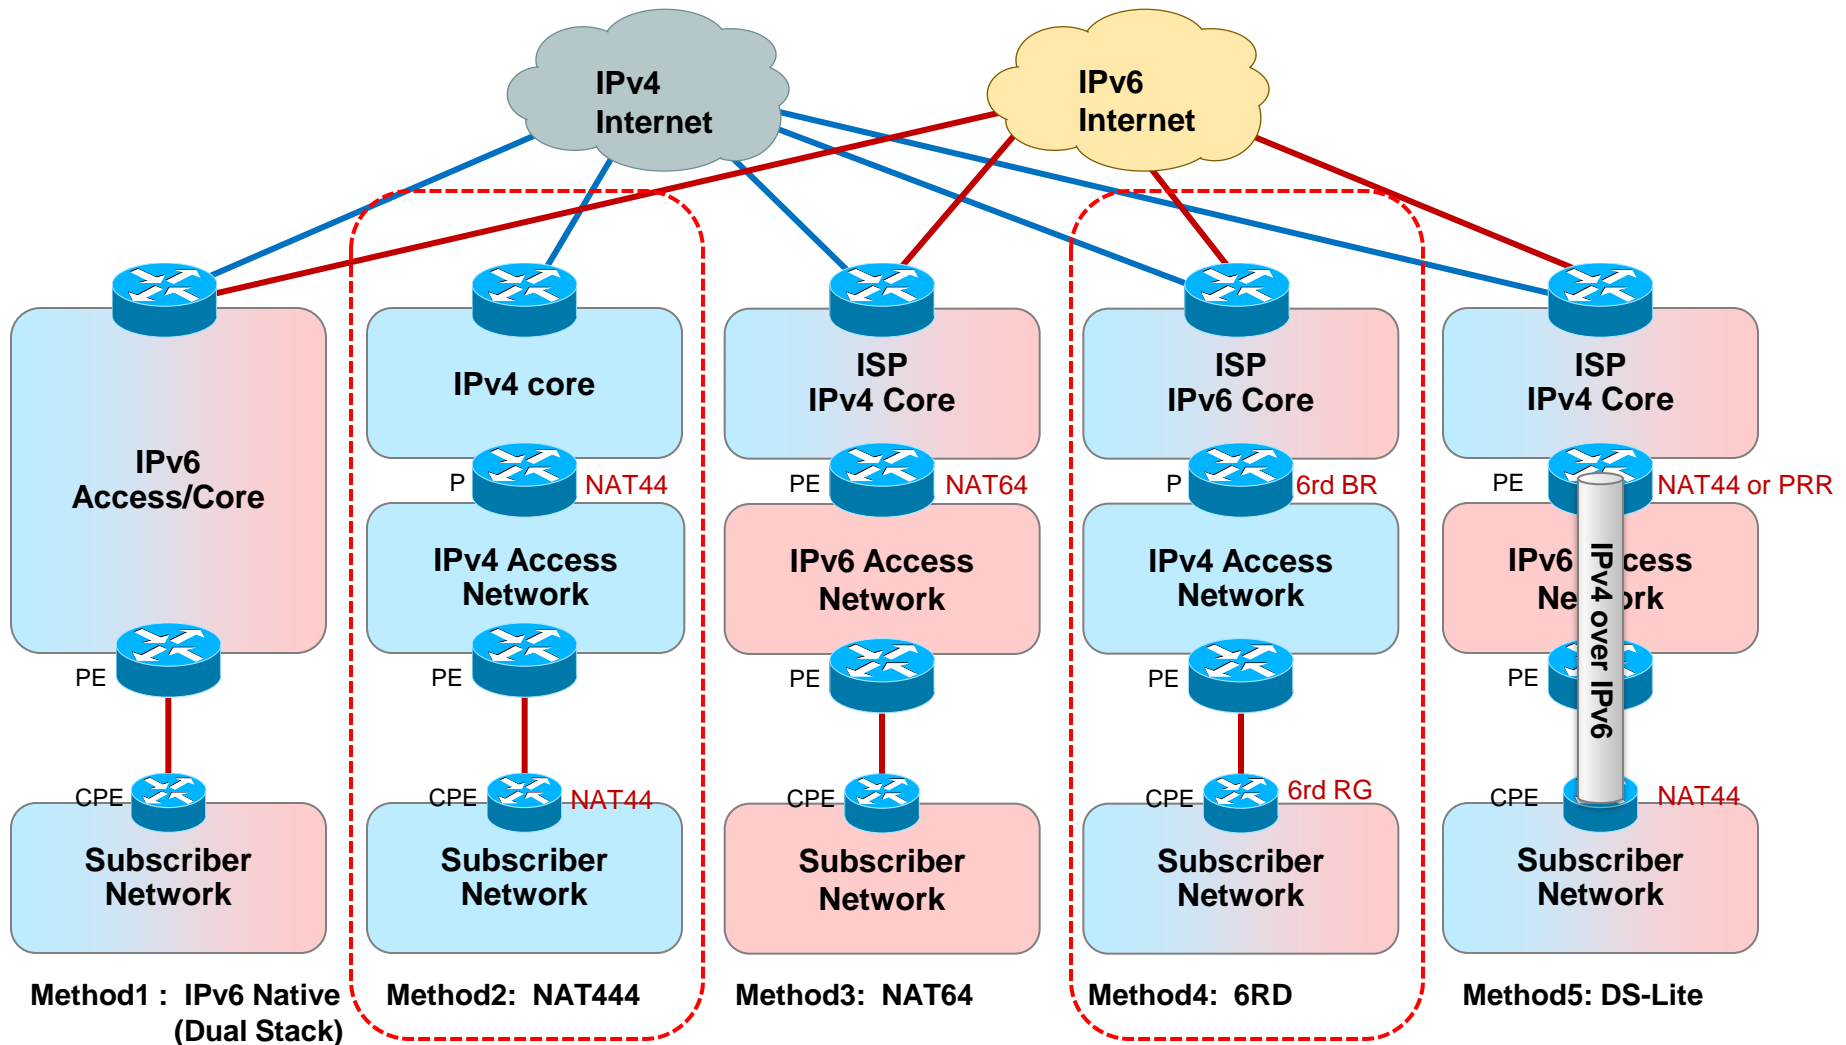 IPv4
Internet
IPv6
Internet
IPv6
Access/Core
PE
CPE
Subscriber
Network
Method1 :  IPv6 Native
(Dual Stack)
IPv4 core
P
NAT44
IPv4 Access
Network
PE
CPE
NAT44
Subscriber
Network
Method2:  NAT444
ISP
IPv4 Core
PE
NAT64
IPv6 Access
Network
PE
CPE
Subscriber
Network
Method3:  NAT64
ISP
IPv6 Core
P
6rd BR
IPv4 Access
Network
PE
CPE
6rd RG
Subscriber
Network
Method4:  6RD
ISP
IPv4 Core
PE
NAT44 or PRR
IPv6 ccess
Ne ork
IPv4 over IPv6
PE
CPE
NAT44
Subscriber
Network
Method5: DS-Lite